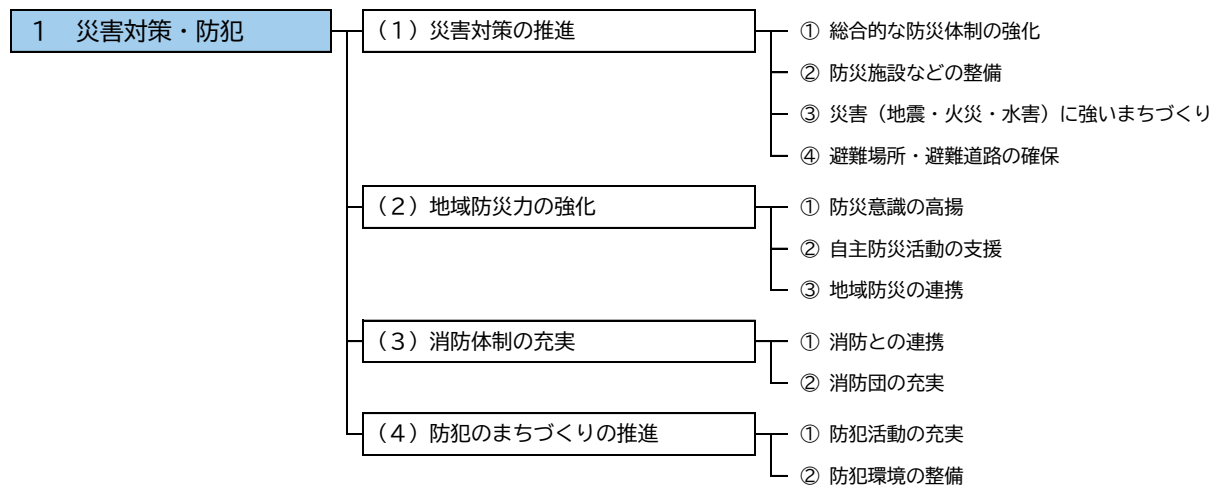 1 災害対策・防犯
（1）災害対策の推進
① 総合的な防災体制の強化
② 防災施設などの整備
③ 災害（地震・火災・水害）に強いまちづくり
④ 避難場所・避難道路の確保
（2）地域防災力の強化
① 防災意識の高揚
② 自主防災活動の支援
③ 地域防災の連携
（3）消防体制の充実
① 消防との連携
② 消防団の充実
（4）防犯のまちづくりの推進
① 防犯活動の充実
② 防犯環境の整備